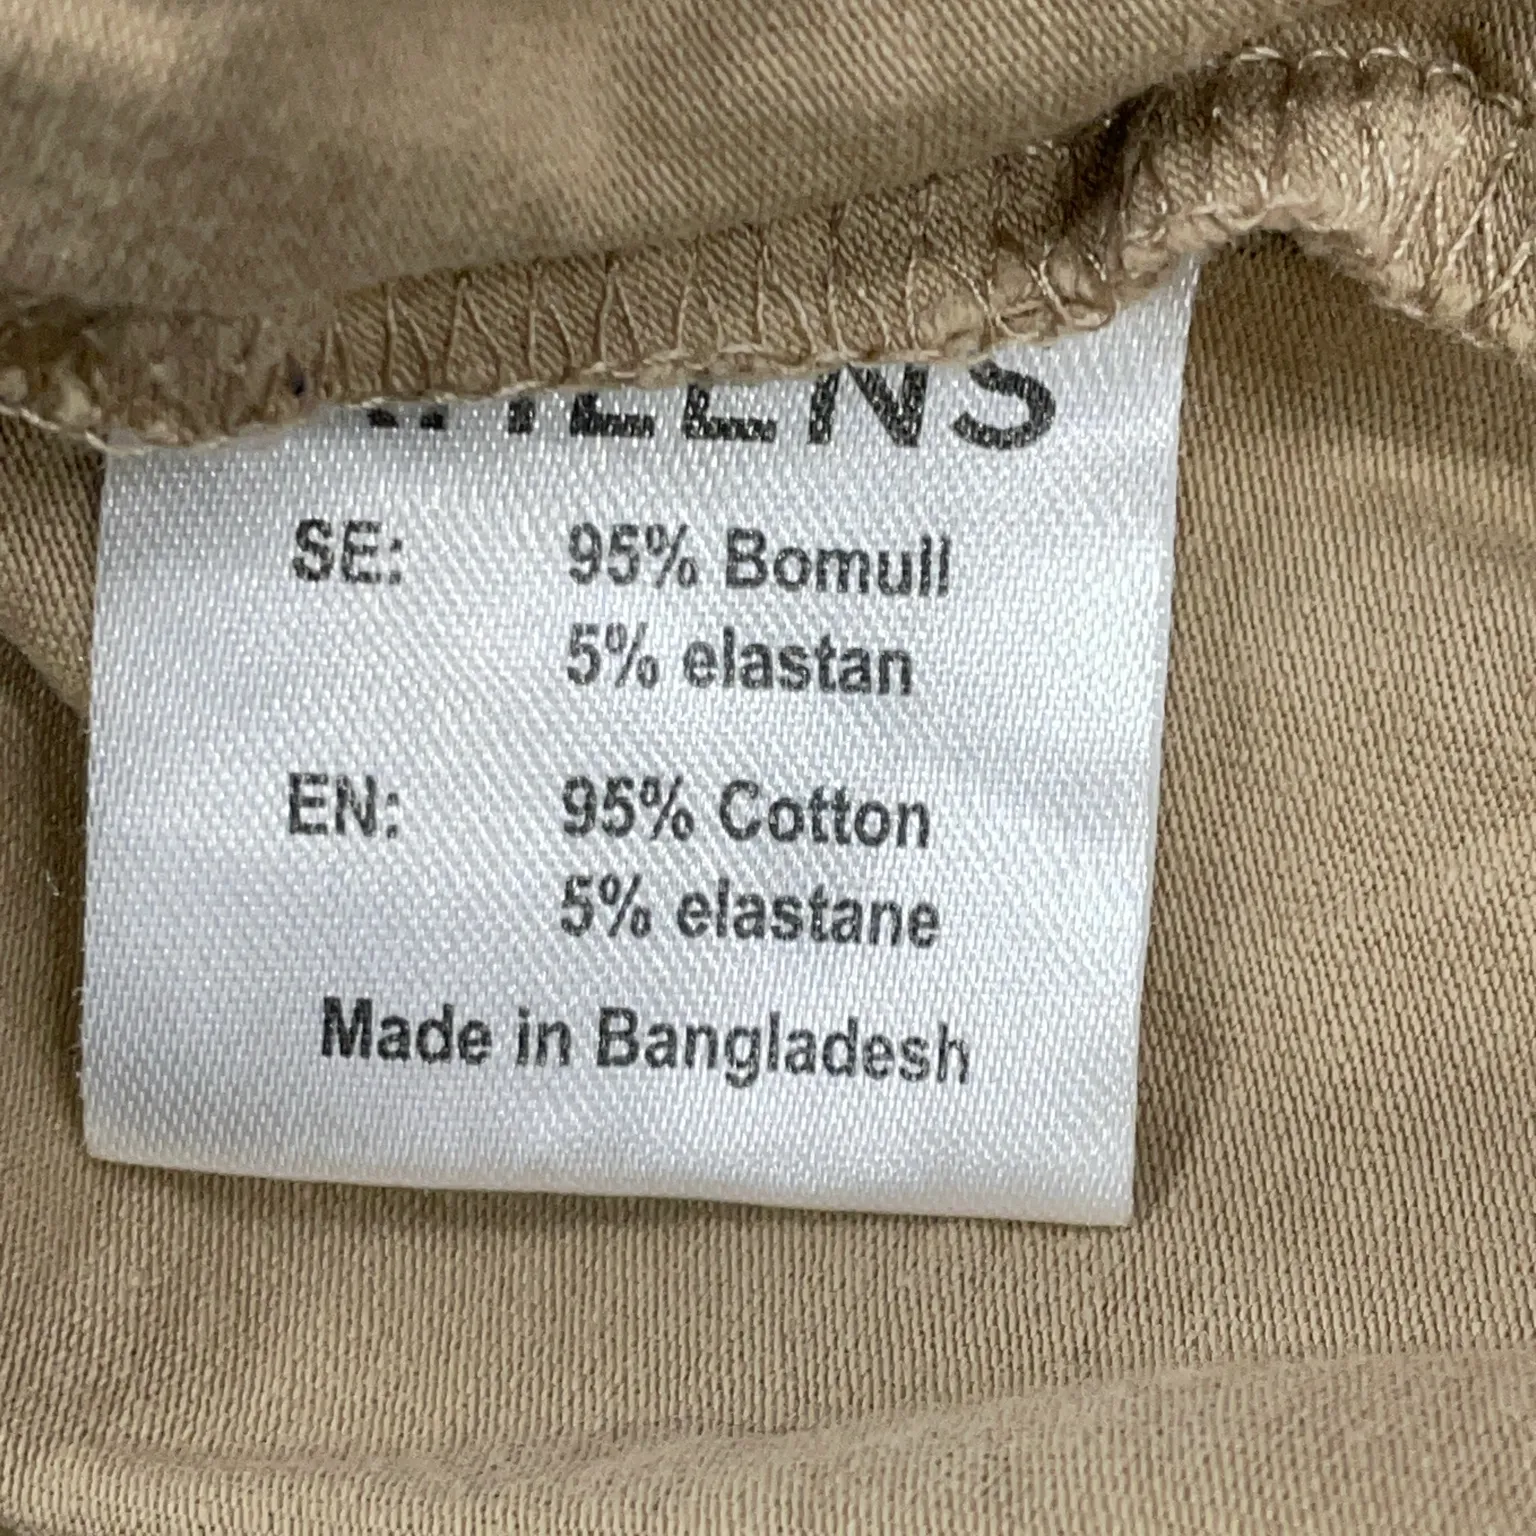 SE: 95% Bomull
5% elastan
EN: 95% Cotton
5% elastane
Made in Bangladesh